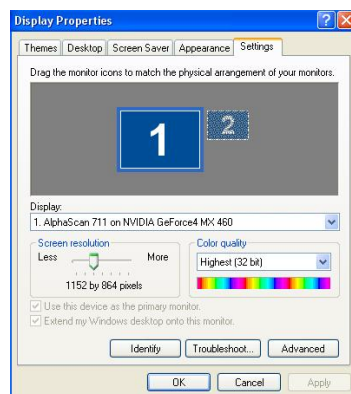 Display Properties
Themes Desktop Screen Saver Appearance Settings
Drag the monitor icons to match the physical arrangement of your monitors.
1 2
Display:
1. AlphaScan 711 on NVIDIA GeForce4 MX 460
Screen resolution
Less More
1152 by 864 pixels
Color quality
Highest (32 bit)
Use this device as the primary monitor.
Extend my Windows desktop onto this monitor.
Identify Troubleshoot... Advanced
OK Cancel Apply